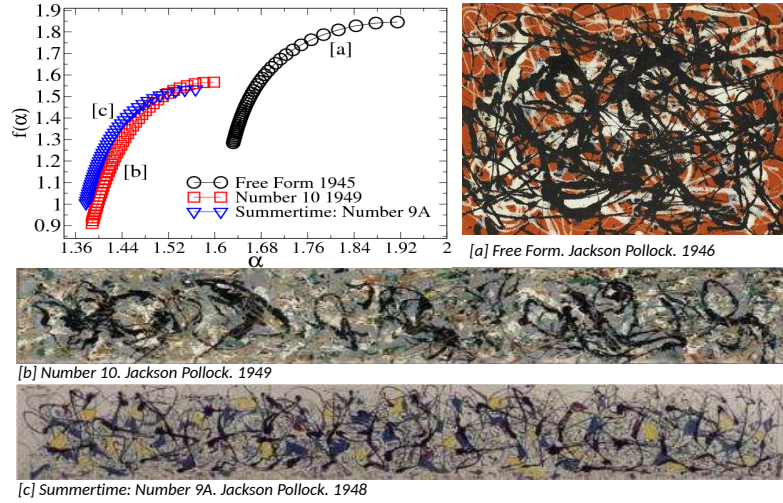 1.9
1.8
1.7
1.6
1.5
1.4
1.3
1.2
1.1
1
0.9
f(α)
[a]
[c]
[b]
Free Form 1945
Number 10 1949
Summertime: Number 9A
1.36 1.44 1.52 1.6 1.68 1.76 1.84 1.92 2
α
[a] Free Form. Jackson Pollock. 1946
[b] Number 10. Jackson Pollock. 1949
[c] Summertime: Number 9A. Jackson Pollock. 1948